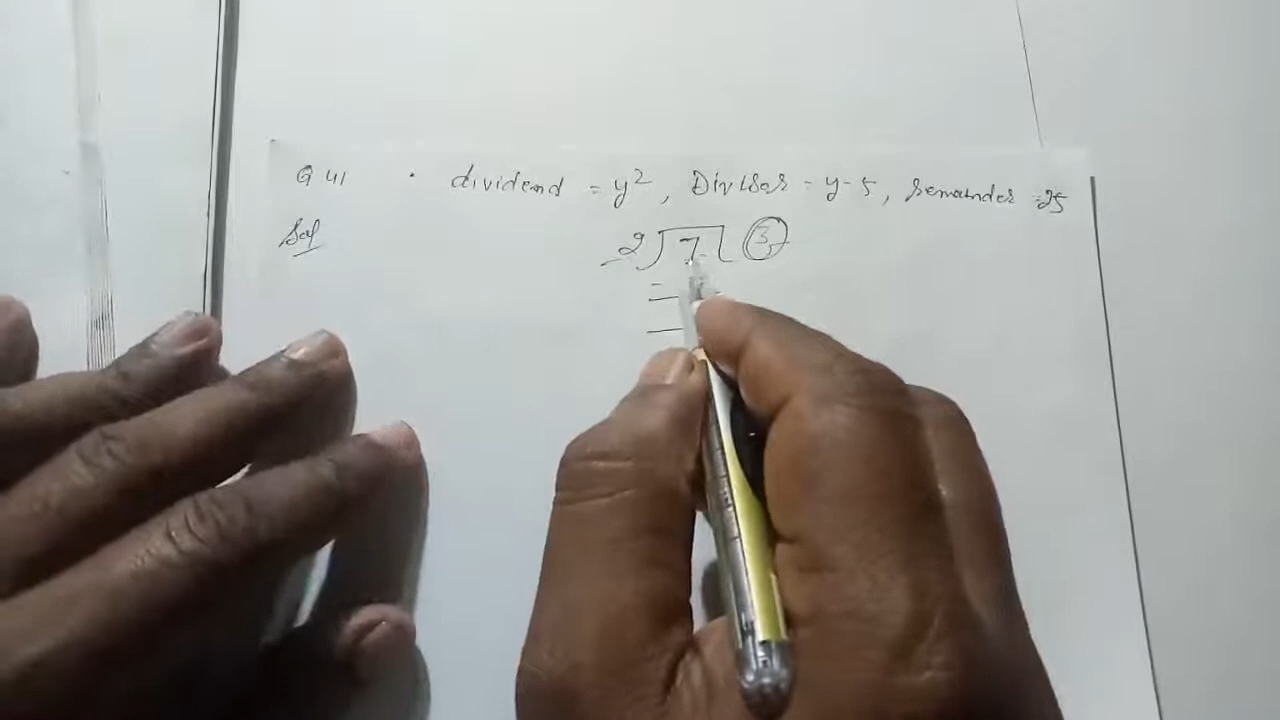 Q 41 . dividend = y², Divisor = y-5, remainder = 25
Sol 2 7 3